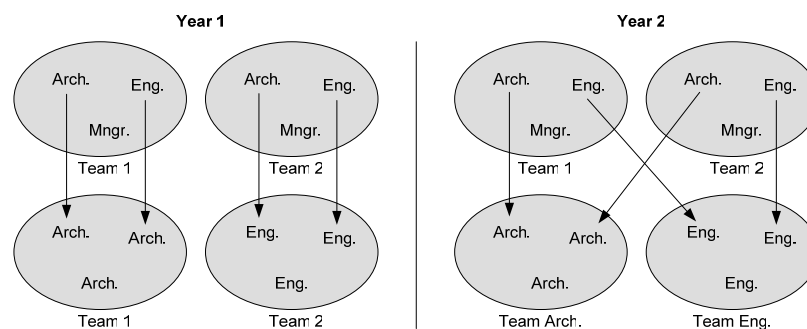 Year 1
Year 2
Arch. Eng. Arch. Eng. Arch. Eng. Arch. Eng.
Mngr. Mngr. Mngr. Mngr.
Team 1 Team 2 Team 1 Team 2
Arch. Arch. Eng. Eng. Arch. Arch. Eng. Eng.
Arch. Eng. Arch. Eng.
Team 1 Team 2 Team Arch. Team Eng.